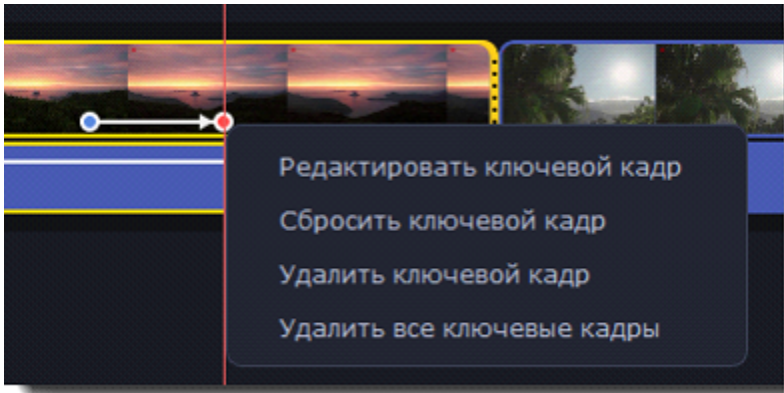 Редактировать ключевой кадр
Сбросить ключевой кадр
Удалить ключевой кадр
Удалить все ключевые кадры